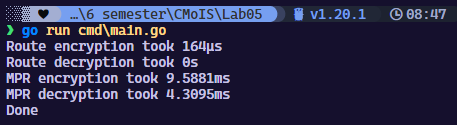 …\6 semester\CMoIS\Lab05 v1.20.1 08:47
❯ go run cmd\main.go
Route encryption took 164µs
Route decryption took 0s
MPR encryption took 9.5881ms
MPR decryption took 4.3095ms
Done